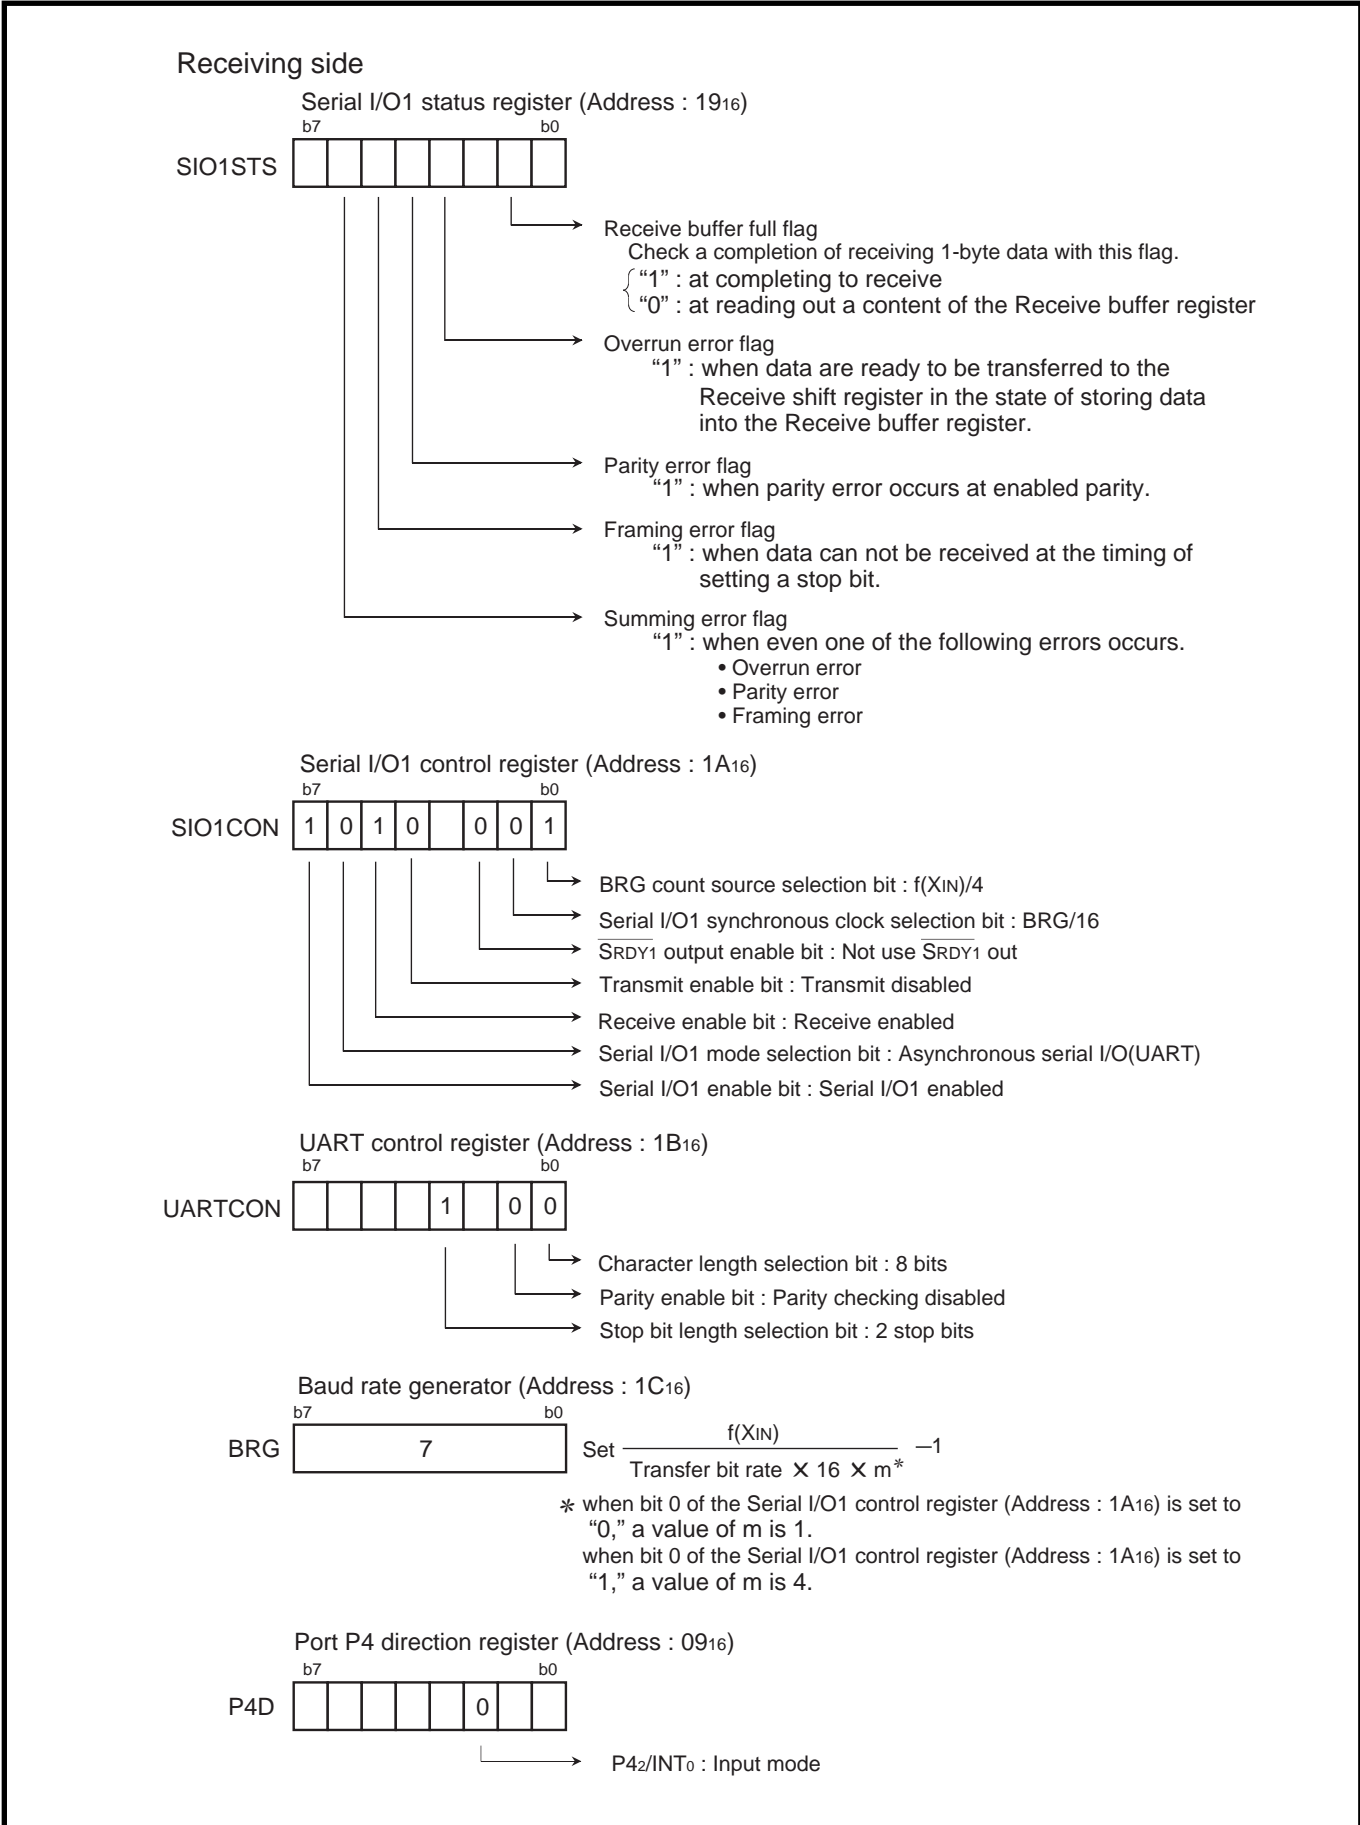 Receiving side
Serial I/O1 status register (Address : 1916)
b7 b0
SIO1STS
Receive buffer full flag
Check a completion of receiving 1-byte data with this flag.
“1” : at completing to receive
“0” : at reading out a content of the Receive buffer register
Overrun error flag
“1” : when data are ready to be transferred to the
Receive shift register in the state of storing data
into the Receive buffer register.
Parity error flag
“1” : when parity error occurs at enabled parity.
Framing error flag
“1” : when data can not be received at the timing of
setting a stop bit.
Summing error flag
“1” : when even one of the following errors occurs.
• Overrun error
• Parity error
• Framing error
Serial I/O1 control register (Address : 1A16)
b7 b0
SIO1CON 1 0 1 0 0 0 1
BRG count source selection bit : f(XIN)/4
Serial I/O1 synchronous clock selection bit : BRG/16
SRDY1 output enable bit : Not use SRDY1 out
Transmit enable bit : Transmit disabled
Receive enable bit : Receive enabled
Serial I/O1 mode selection bit : Asynchronous serial I/O(UART)
Serial I/O1 enable bit : Serial I/O1 enabled
UART control register (Address : 1B16)
b7 b0
UARTCON 1 0 0
Character length selection bit : 8 bits
Parity enable bit : Parity checking disabled
Stop bit length selection bit : 2 stop bits
Baud rate generator (Address : 1C16)
b7 b0
f(XIN)
BRG 7 Set —1
Transfer bit rate × 16 × m*
* when bit 0 of the Serial I/O1 control register (Address : 1A16) is set to
“0,” a value of m is 1.
when bit 0 of the Serial I/O1 control register (Address : 1A16) is set to
“1,” a value of m is 4.
Port P4 direction register (Address : 0916)
b7 b0
P4D 0
P42/INT0 : Input mode